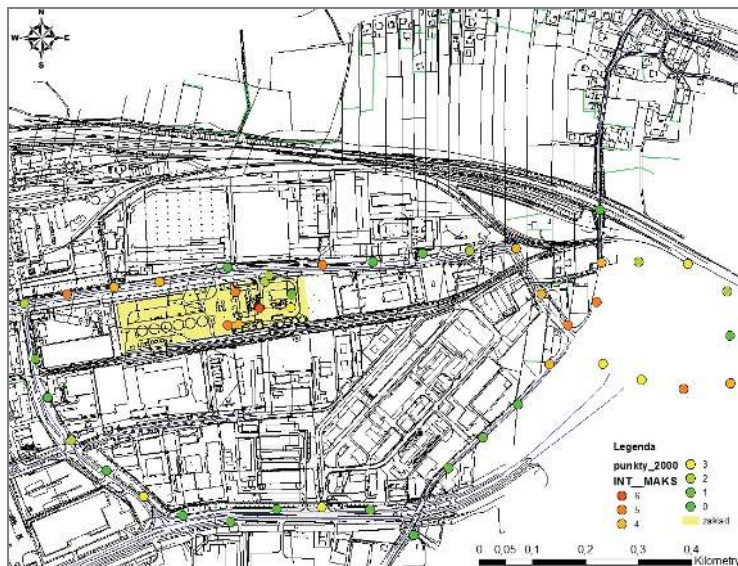 N
W E
S
Legenda
punkty_2000
INT__MAKS
6
5
4
3
2
1
0
zaklad
0 0,05 0,1 0,2 0,3 0,4
Kilometry